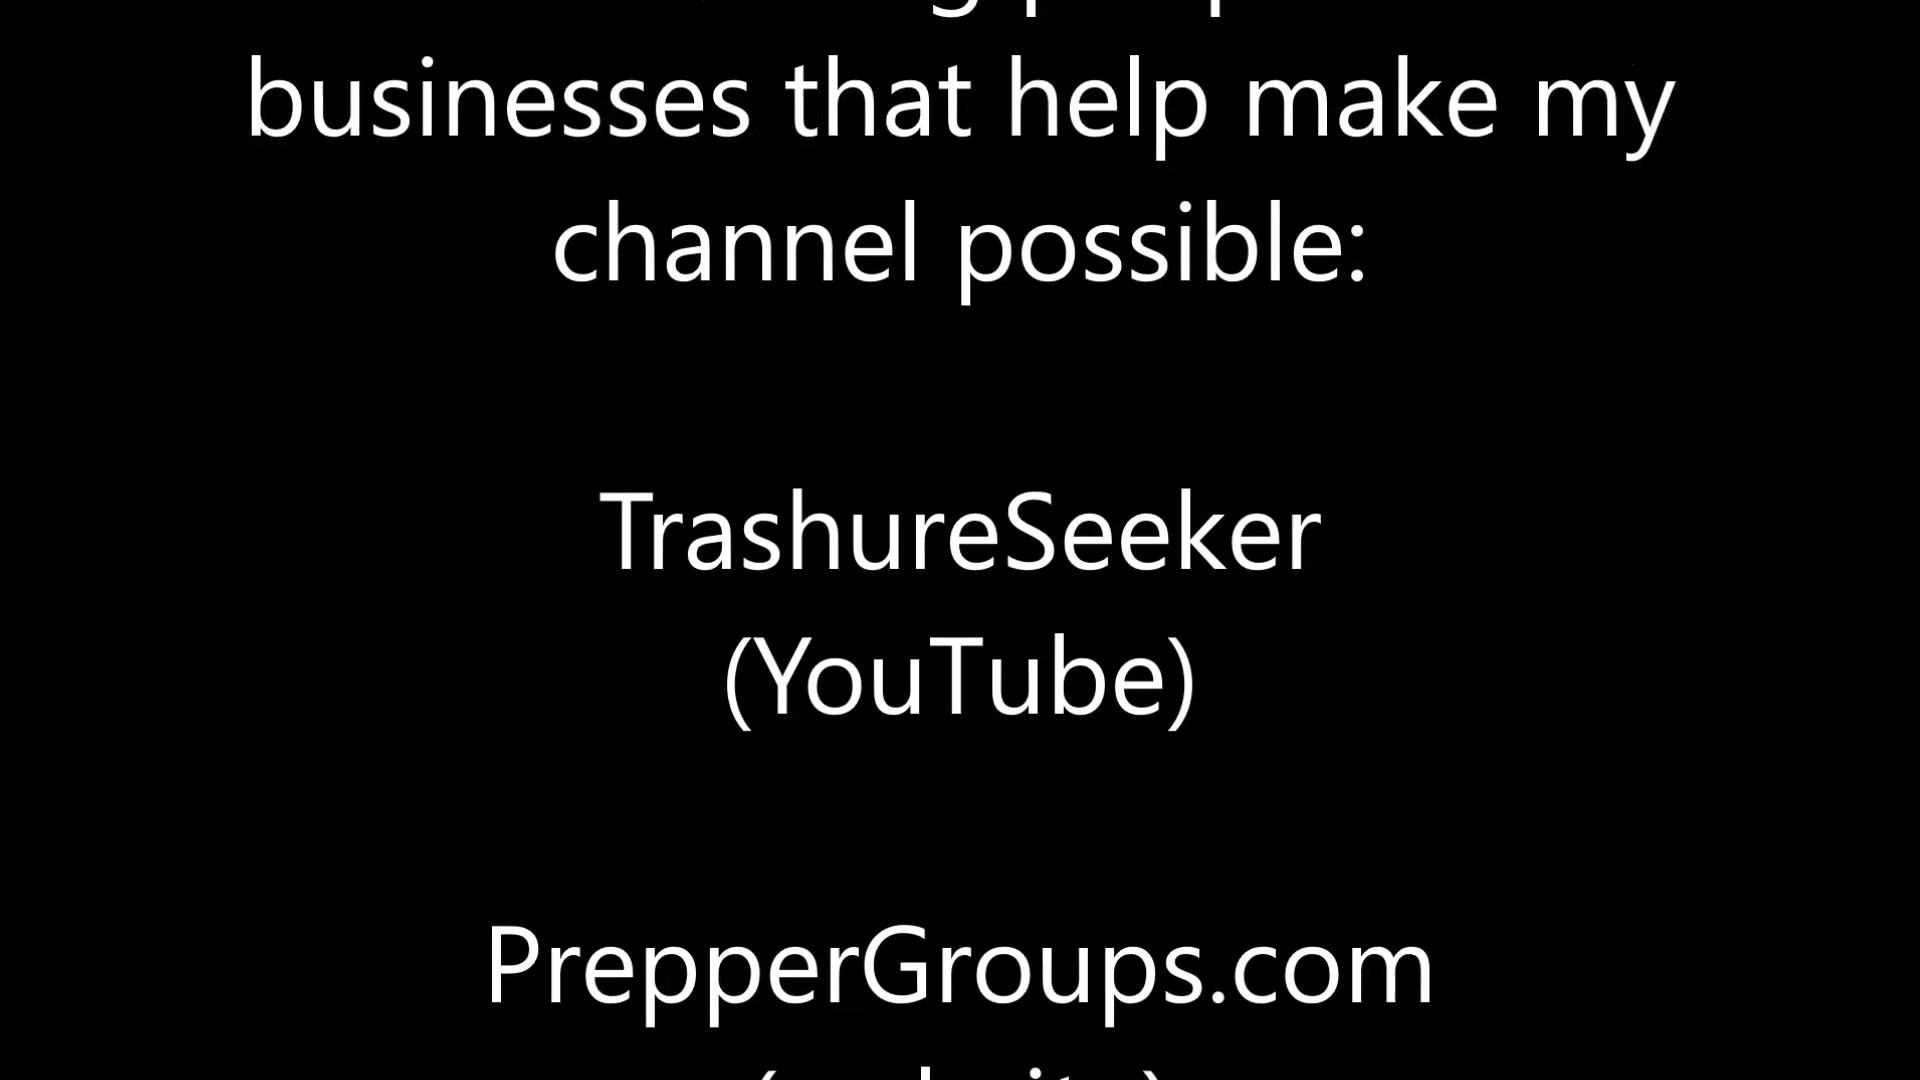 businesses that help make my
channel possible:
TrashureSeeker
(YouTube)
PrepperGroups.com